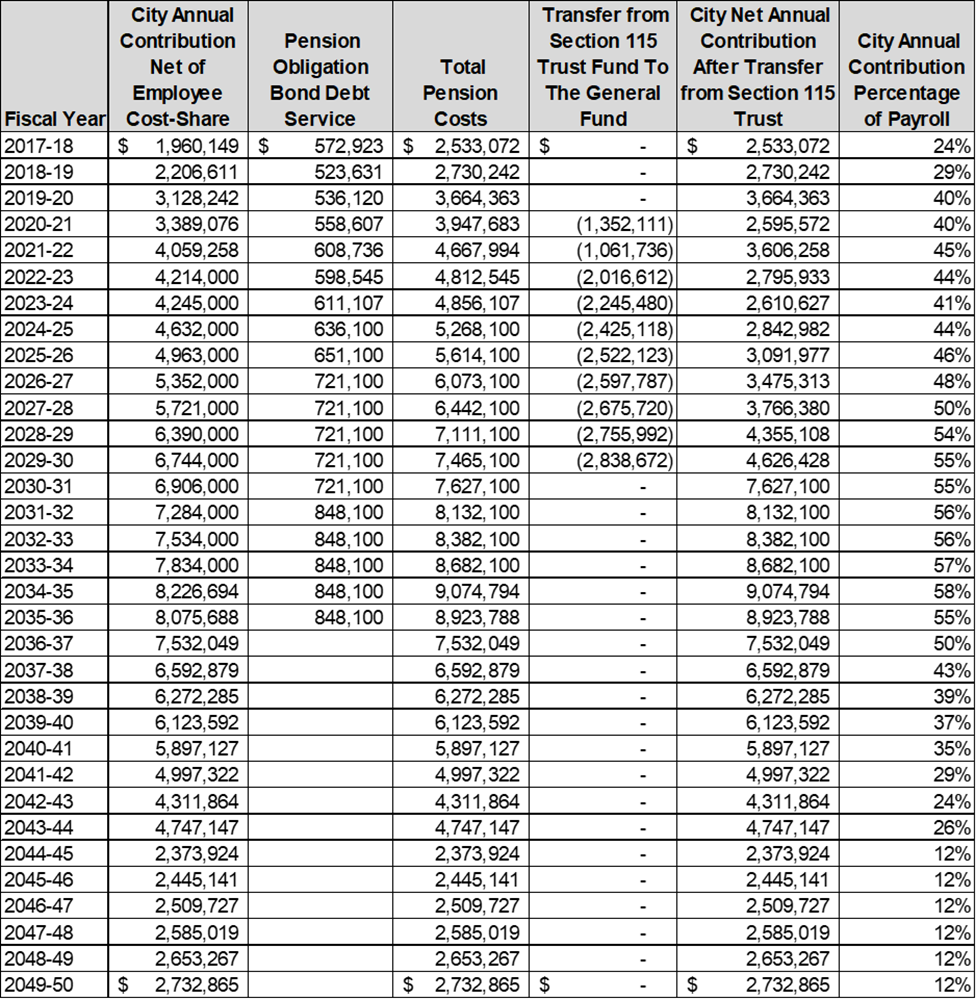 Fiscal Year | City Annual Contribution Net of Employee Cost-Share | Pension Obligation Bond Debt Service | Total Pension Costs | Transfer from Section 115 Trust Fund To The General Fund | City Net Annual Contribution After Transfer from Section 115 Trust | City Annual Contribution Percentage of Payroll
2017-18 $ 1,960,149 $ 572,923 $ 2,533,072 $ - $ 2,533,072 24%
2018-19 2,206,611 523,631 2,730,242 - 2,730,242 29%
2019-20 3,128,242 536,120 3,664,363 - 3,664,363 40%
2020-21 3,389,076 558,607 3,947,683 (1,352,111) 2,595,572 40%
2021-22 4,059,258 608,736 4,667,994 (1,061,736) 3,606,258 45%
2022-23 4,214,000 598,545 4,812,545 (2,016,612) 2,795,933 44%
2023-24 4,245,000 611,107 4,856,107 (2,245,480) 2,610,627 41%
2024-25 4,632,000 636,100 5,268,100 (2,425,118) 2,842,982 44%
2025-26 4,963,000 651,100 5,614,100 (2,522,123) 3,091,977 46%
2026-27 5,352,000 721,100 6,073,100 (2,597,787) 3,475,313 48%
2027-28 5,721,000 721,100 6,442,100 (2,675,720) 3,766,380 50%
2028-29 6,390,000 721,100 7,111,100 (2,755,992) 4,355,108 54%
2029-30 6,744,000 721,100 7,465,100 (2,838,672) 4,626,428 55%
2030-31 6,906,000 721,100 7,627,100 - 7,627,100 55%
2031-32 7,284,000 848,100 8,132,100 - 8,132,100 56%
2032-33 7,534,000 848,100 8,382,100 - 8,382,100 56%
2033-34 7,834,000 848,100 8,682,100 - 8,682,100 57%
2034-35 8,226,694 848,100 9,074,794 - 9,074,794 58%
2035-36 8,075,688 848,100 8,923,788 - 8,923,788 55%
2036-37 7,532,049 7,532,049 - 7,532,049 50%
2037-38 6,592,879 6,592,879 - 6,592,879 43%
2038-39 6,272,285 6,272,285 - 6,272,285 39%
2039-40 6,123,592 6,123,592 - 6,123,592 37%
2040-41 5,897,127 5,897,127 - 5,897,127 35%
2041-42 4,997,322 4,997,322 - 4,997,322 29%
2042-43 4,311,864 4,311,864 - 4,311,864 24%
2043-44 4,747,147 4,747,147 - 4,747,147 26%
2044-45 2,373,924 2,373,924 - 2,373,924 12%
2045-46 2,445,141 2,445,141 - 2,445,141 12%
2046-47 2,509,727 2,509,727 - 2,509,727 12%
2047-48 2,585,019 2,585,019 - 2,585,019 12%
2048-49 2,653,267 2,653,267 - 2,653,267 12%
2049-50 $ 2,732,865 $ 2,732,865 $ - $ 2,732,865 12%